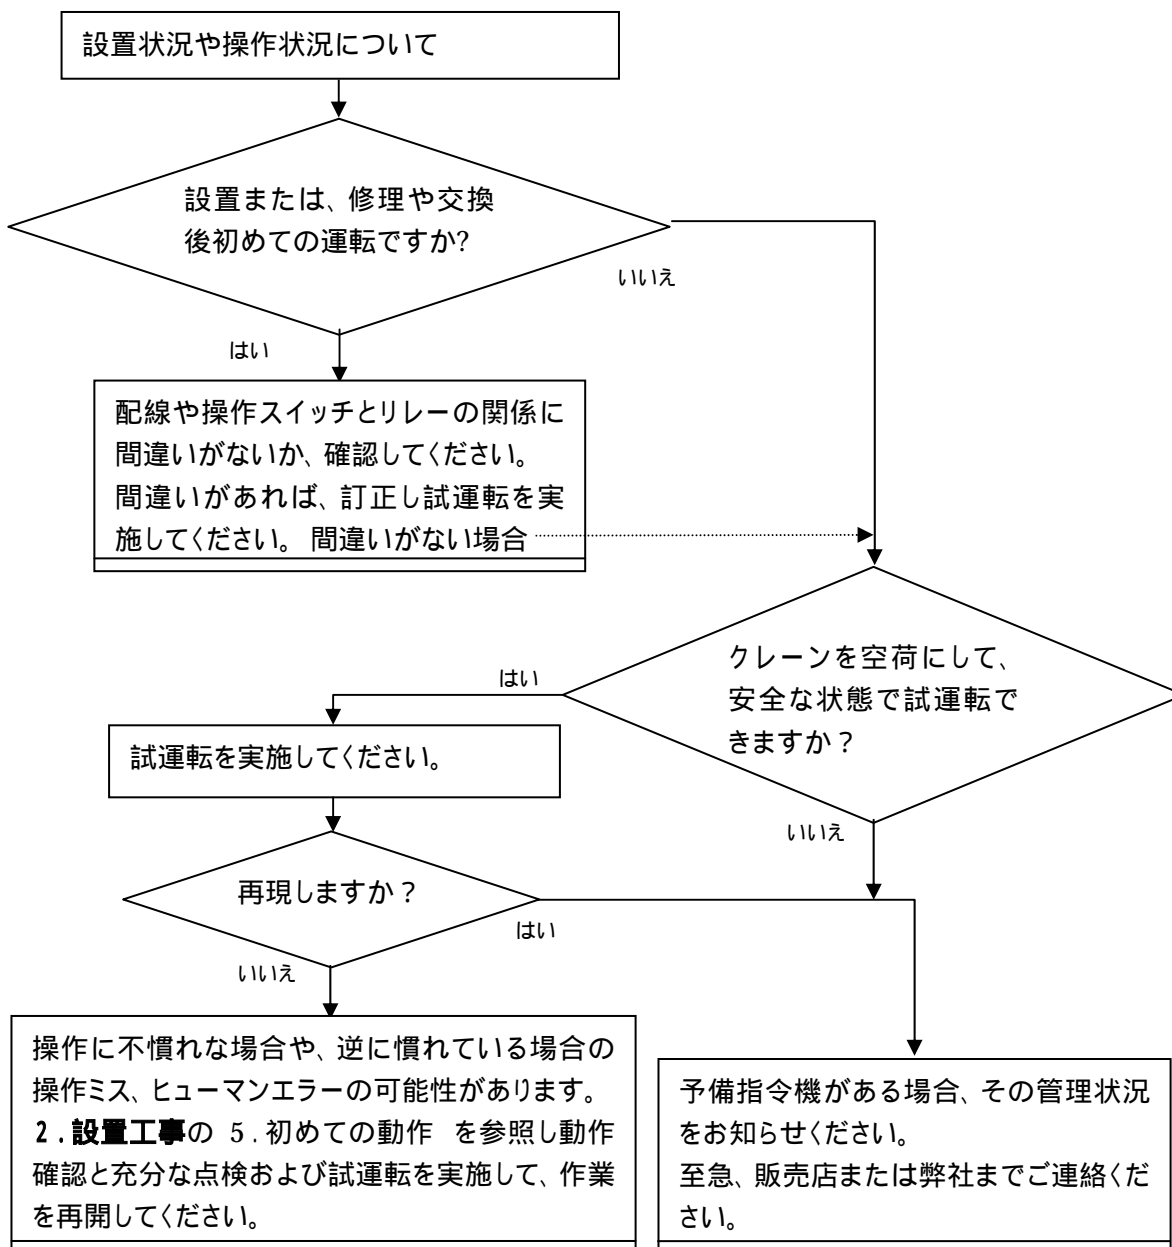 設置状況や操作状況について
設置または、修理や交換
後初めての運転ですか?
いいえ
はい
配線や操作スイッチとリレーの関係に
間違いがないか、確認してください。
間違いがあれば、訂正し試運転を実
施してください。 間違いがない場合
クレーンを空荷にして、
安全な状態で試運転で
きますか？
はい
試運転を実施してください。
いいえ
再現しますか？
はい
いいえ
操作に不慣れな場合や、逆に慣れている場合の
操作ミス、ヒューマンエラーの可能性があります。
2.設置工事の 5.初めての動作 を参照し動作
確認と充分な点検および試運転を実施して、作業
を再開してください。
予備指令機がある場合、その管理状況
をお知らせください。
至急、販売店または弊社までご連絡くだ
さい。